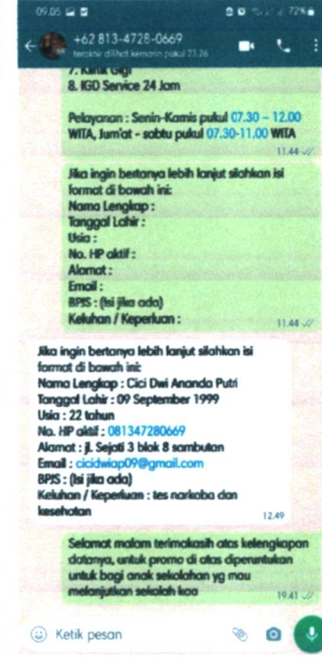 09.05
72%
+62 813-4728-0669
terakhir dilihat kemarin pukul 23.26
7. Klinik Gigi
8. IGD Service 24 Jam
Pelayanan : Senin-Kamis pukul 07.30 – 12.00
WITA, Jum'at - sabtu pukul 07.30-11.00 WITA
11.44
Jika ingin bertanya lebih lanjut silahkan isi
format di bawah ini:
Nama Lengkap :
Tanggal Lahir :
Usia :
No. HP aktif :
Alamat :
Email :
BPJS : (Isi jika ada)
Keluhan / Keperluan :
11.44
Jika ingin bertanya lebih lanjut silahkan isi
format di bawah ini:
Nama Lengkap : Cici Dwi Ananda Putri
Tanggal Lahir : 09 September 1999
Usia : 22 tahun
No. HP aktif : 081347280669
Alamat : jl. Sejati 3 blok 8 sambutan
Email : cicidwiap09@gmail.com
BPJS : (Isi jika ada)
Keluhan / Keperluan : tes narkoba dan
kesehatan
12.49
Selamat malam terimakasih atas kelengkapan
datanya, untuk promo di atas diperuntukan
untuk bagi anak sekolahan yg mau
melanjutkan sekolah kaa
19.41
Ketik pesan